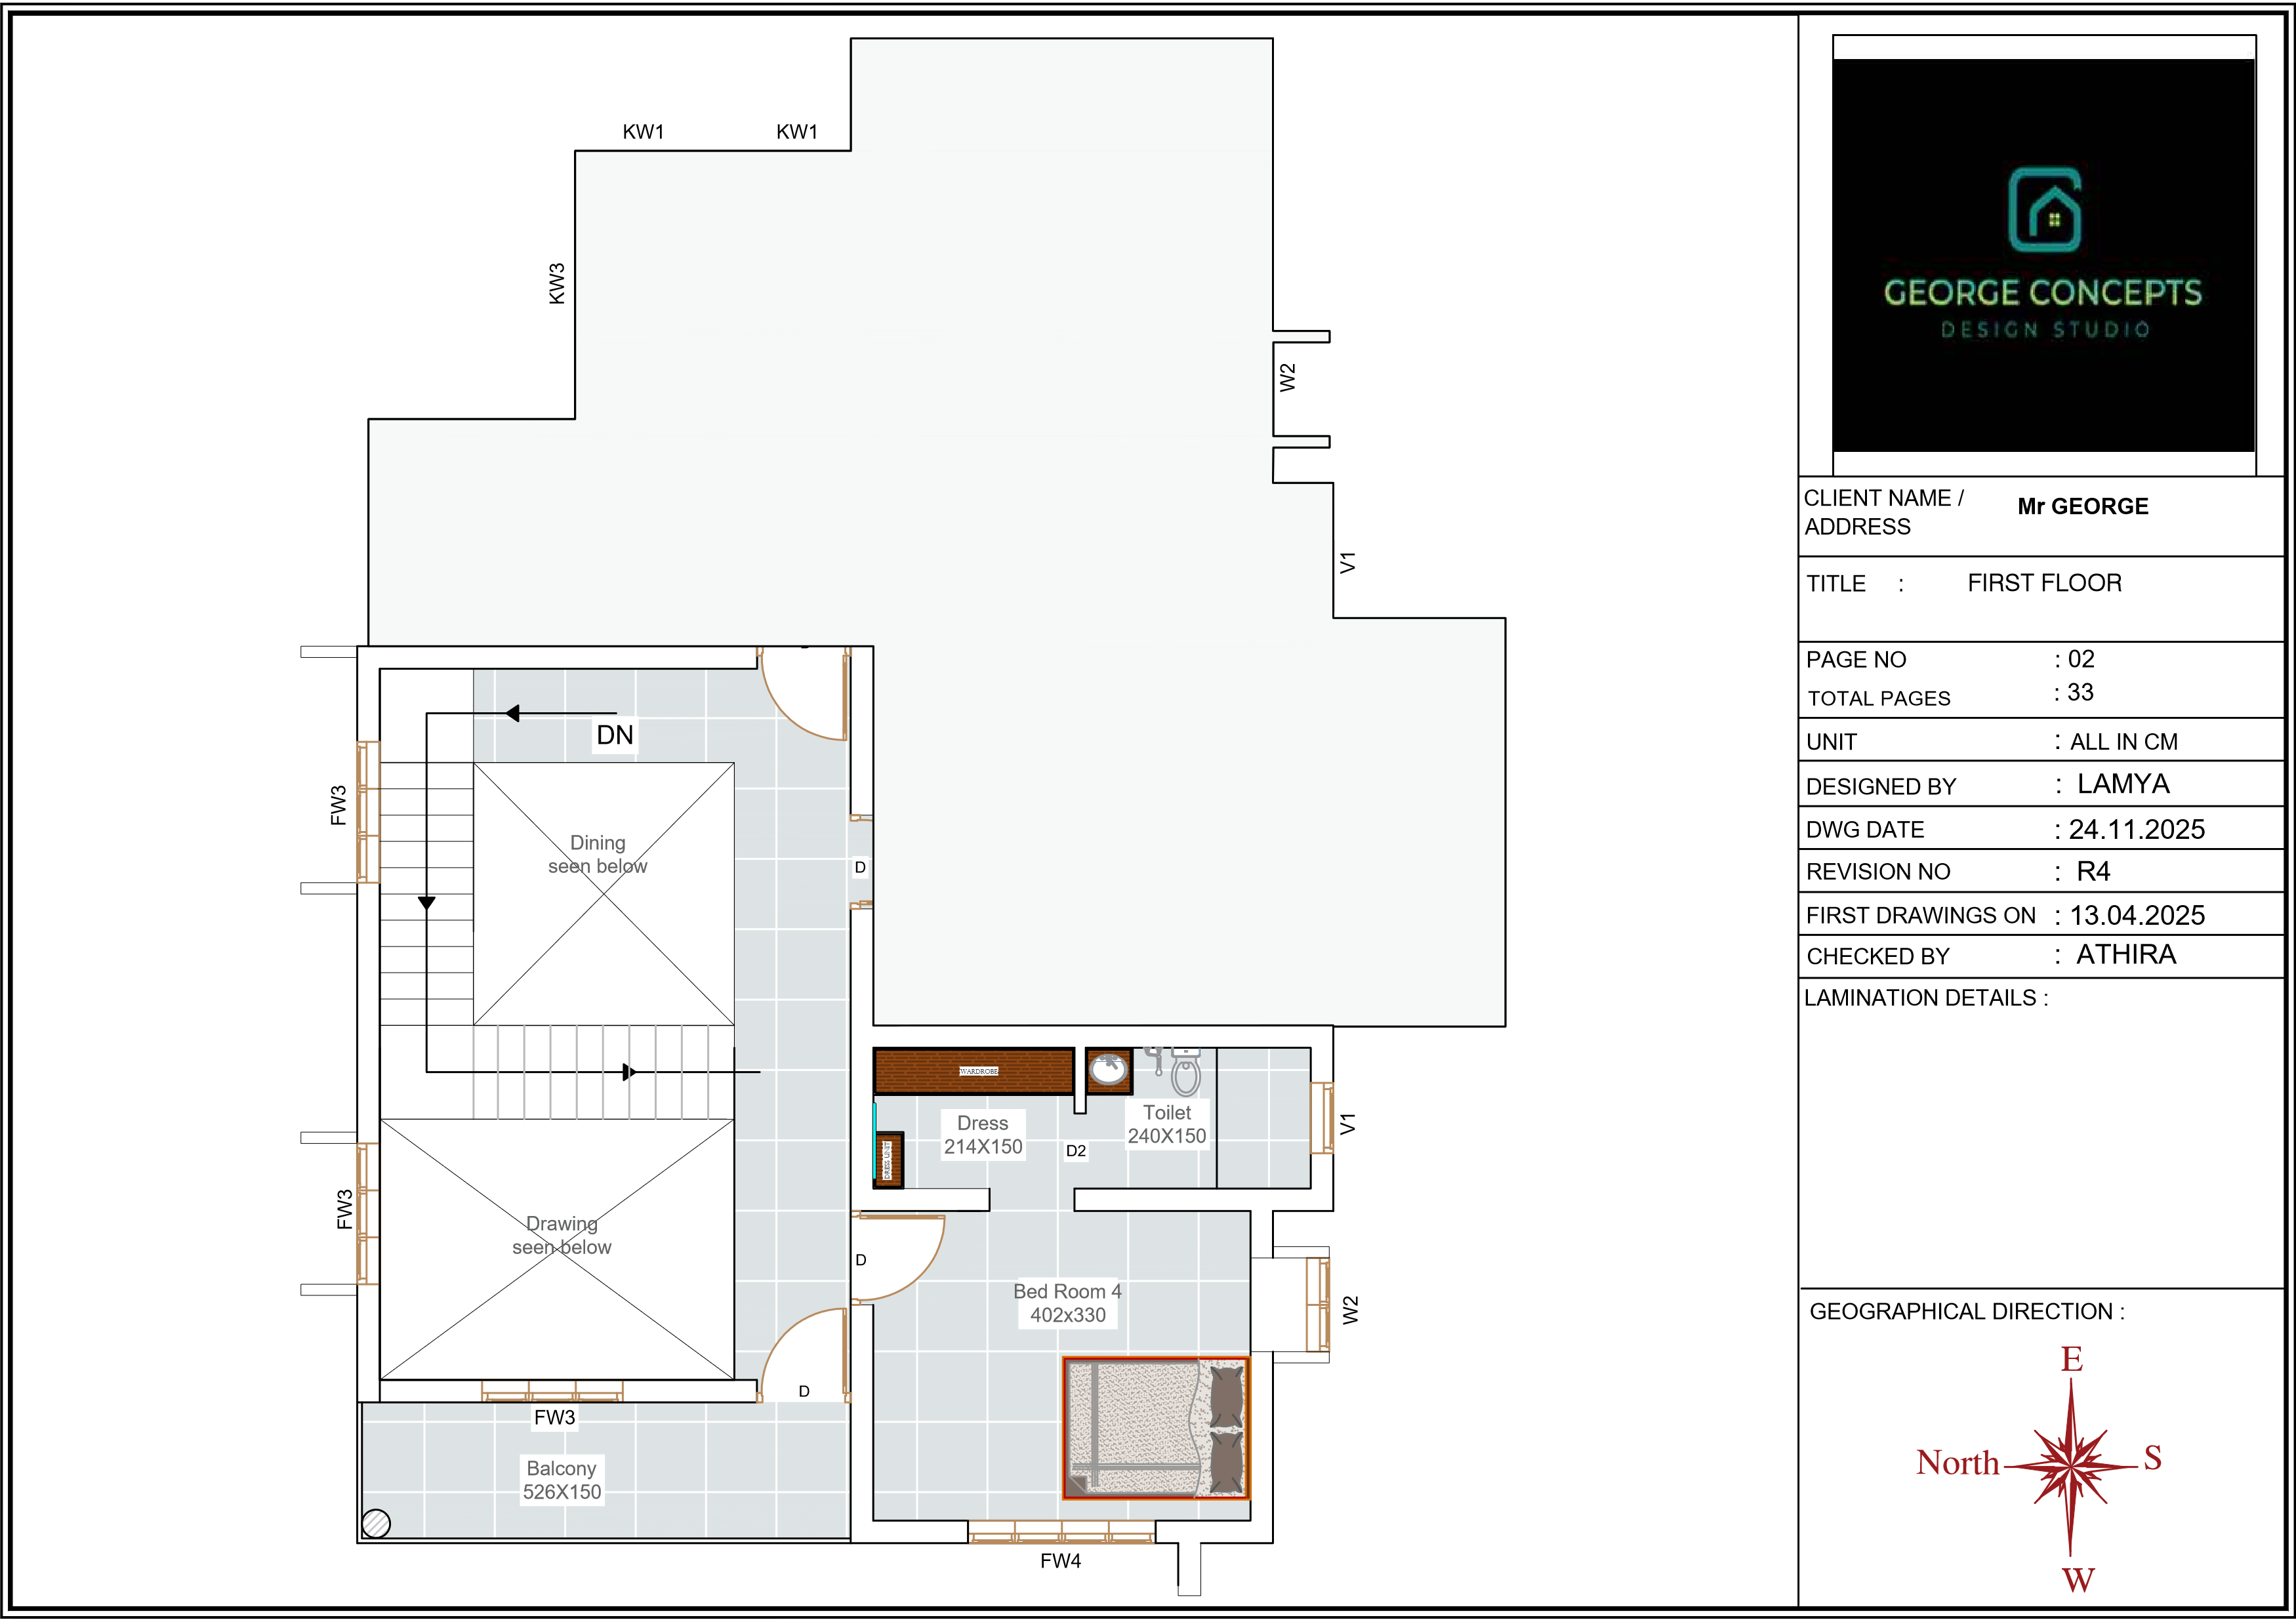 KW1 KW1
KW3
W2
V1
DN
FW3
Dining
seen below
D
WARDROBE
Dress
214X150
DRESS UNIT
Toilet
240X150
D2
V1
FW3
Drawing
seen below
D
Bed Room 4
402x330
W2
D
FW3
Balcony
526X150
FW4
GEORGE CONCEPTS
DESIGN STUDIO
CLIENT NAME / ADDRESS Mr GEORGE
TITLE : FIRST FLOOR
PAGE NO : 02
TOTAL PAGES : 33
UNIT : ALL IN CM
DESIGNED BY : LAMYA
DWG DATE : 24.11.2025
REVISION NO : R4
FIRST DRAWINGS ON : 13.04.2025
CHECKED BY : ATHIRA
LAMINATION DETAILS :
GEOGRAPHICAL DIRECTION :
E
North S
W